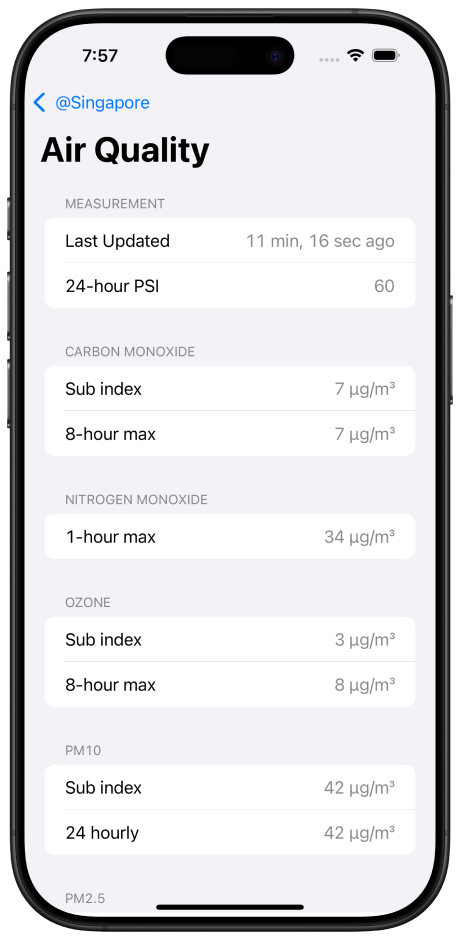 7:57
@Singapore
Air Quality
MEASUREMENT
Last Updated 11 min, 16 sec ago
24-hour PSI 60
CARBON MONOXIDE
Sub index 7 µg/m³
8-hour max 7 µg/m³
NITROGEN MONOXIDE
1-hour max 34 µg/m³
OZONE
Sub index 3 µg/m³
8-hour max 8 µg/m³
PM10
Sub index 42 µg/m³
24 hourly 42 µg/m³
PM2.5